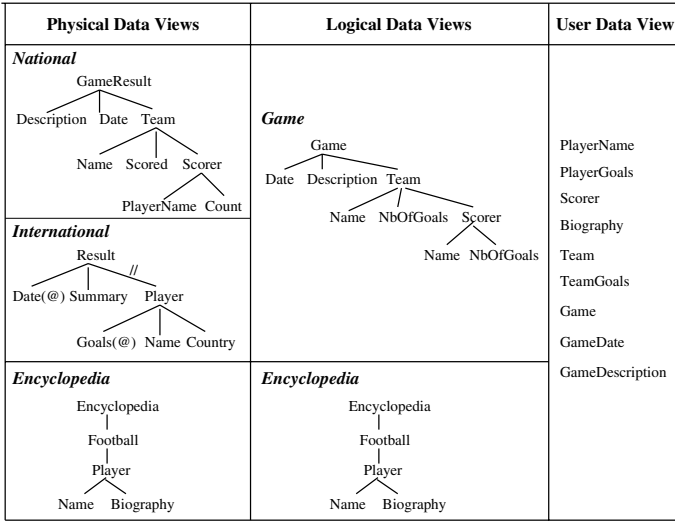 Physical Data Views
Logical Data Views
User Data View
National
GameResult
Description Date Team
Name Scored Scorer
PlayerName Count
International
Result
//
Date(@) Summary Player
Goals(@) Name Country
Encyclopedia
Encyclopedia
Football
Player
Name Biography
Game
Game
Date Description Team
Name NbOfGoals Scorer
Name NbOfGoals
Encyclopedia
Encyclopedia
Football
Player
Name Biography
PlayerName
PlayerGoals
Scorer
Biography
Team
TeamGoals
Game
GameDate
GameDescription